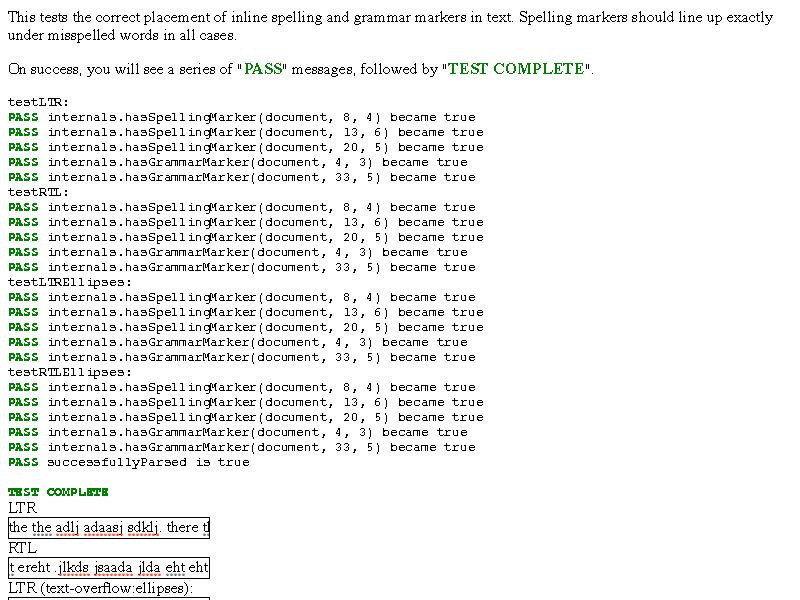 This tests the correct placement of inline spelling and grammar markers in text. Spelling markers should line up exactly
under misspelled words in all cases.
On success, you will see a series of "PASS" messages, followed by "TEST COMPLETE".
testLTR:
PASS internals.hasSpellingMarker(document, 8, 4) became true
PASS internals.hasSpellingMarker(document, 13, 6) became true
PASS internals.hasSpellingMarker(document, 20, 5) became true
PASS internals.hasGrammarMarker(document, 4, 3) became true
PASS internals.hasGrammarMarker(document, 33, 5) became true
testRTL:
PASS internals.hasSpellingMarker(document, 8, 4) became true
PASS internals.hasSpellingMarker(document, 13, 6) became true
PASS internals.hasSpellingMarker(document, 20, 5) became true
PASS internals.hasGrammarMarker(document, 4, 3) became true
PASS internals.hasGrammarMarker(document, 33, 5) became true
testLTREllipses:
PASS internals.hasSpellingMarker(document, 8, 4) became true
PASS internals.hasSpellingMarker(document, 13, 6) became true
PASS internals.hasSpellingMarker(document, 20, 5) became true
PASS internals.hasGrammarMarker(document, 4, 3) became true
PASS internals.hasGrammarMarker(document, 33, 5) became true
testRTLEllipses:
PASS internals.hasSpellingMarker(document, 8, 4) became true
PASS internals.hasSpellingMarker(document, 13, 6) became true
PASS internals.hasSpellingMarker(document, 20, 5) became true
PASS internals.hasGrammarMarker(document, 4, 3) became true
PASS internals.hasGrammarMarker(document, 33, 5) became true
PASS successfullyParsed is true
TEST COMPLETE
LTR
the the adlj adaasj sdklj. there t
RTL
t ereht .jlkds jsaada jlda eht eht
LTR (text-overflow:ellipses):